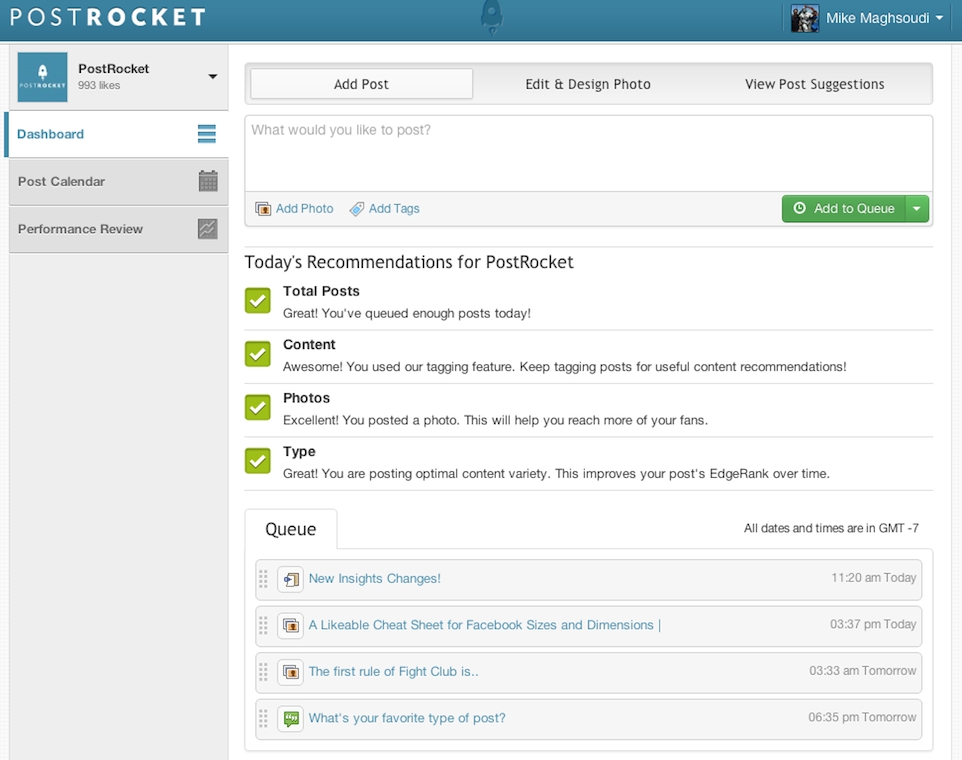 POSTROCKET
Mike Maghsoudi
POSTROCKET
PostRocket
993 likes
Dashboard
Post Calendar
Performance Review
Add Post
Edit & Design Photo
View Post Suggestions
What would you like to post?
Add Photo
Add Tags
Add to Queue
Today's Recommendations for PostRocket
Total Posts
Great! You've queued enough posts today!
Content
Awesome! You used our tagging feature. Keep tagging posts for useful content recommendations!
Photos
Excellent! You posted a photo. This will help you reach more of your fans.
Type
Great! You are posting optimal content variety. This improves your post's EdgeRank over time.
Queue
All dates and times are in GMT -7
New Insights Changes!
11:20 am Today
A Likeable Cheat Sheet for Facebook Sizes and Dimensions |
03:37 pm Today
The first rule of Fight Club is..
03:33 am Tomorrow
What's your favorite type of post?
06:35 pm Tomorrow